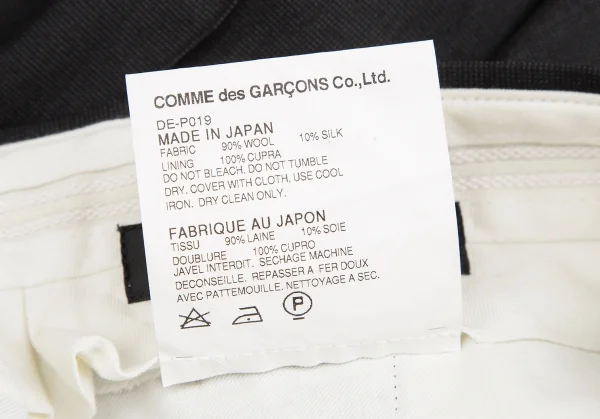 COMME des GARÇONS Co.,Ltd.
DE-P019
MADE IN JAPAN
FABRIC 90% WOOL 10% SILK
LINING 100% CUPRA
DO NOT BLEACH. DO NOT TUMBLE
DRY. COVER WITH CLOTH. USE COOL
IRON. DRY CLEAN ONLY.
FABRIQUE AU JAPON
TISSU 90% LAINE 10% SOIE
DOUBLURE 100% CUPRO
JAVEL INTERDIT. SECHAGE MACHINE
DECONSEILLE. REPASSER A FER DOUX
AVEC PATTEMOUILLE. NETTOYAGE A SEC.
P